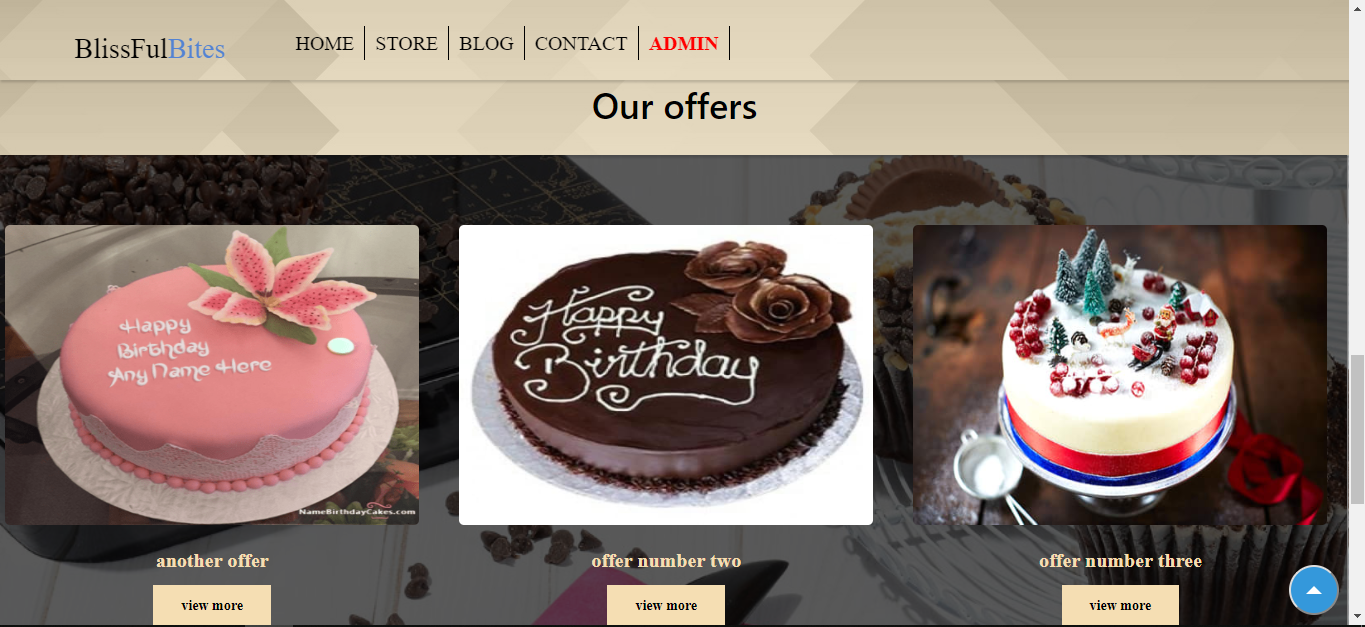 BlissFulBites
HOME STORE BLOG CONTACT ADMIN
Our offers
Happy
Birthday
Any Name Here
NameBirthdayCakes.com
Happy
Birthday
another offer
offer number two
offer number three
view more
view more
view more